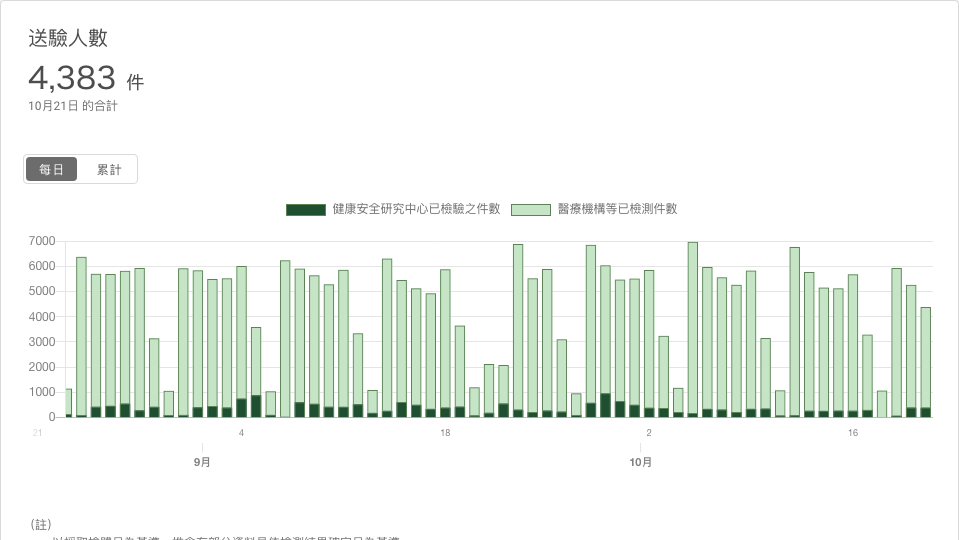 送驗人數
4,383 件
10月21日 的合計
每日 累計
健康安全研究中心已檢驗之件數 醫療機構等已檢測件數
7000
6000
5000
4000
3000
2000
1000
0
21 4 18 2 16
9月 10月
（註）